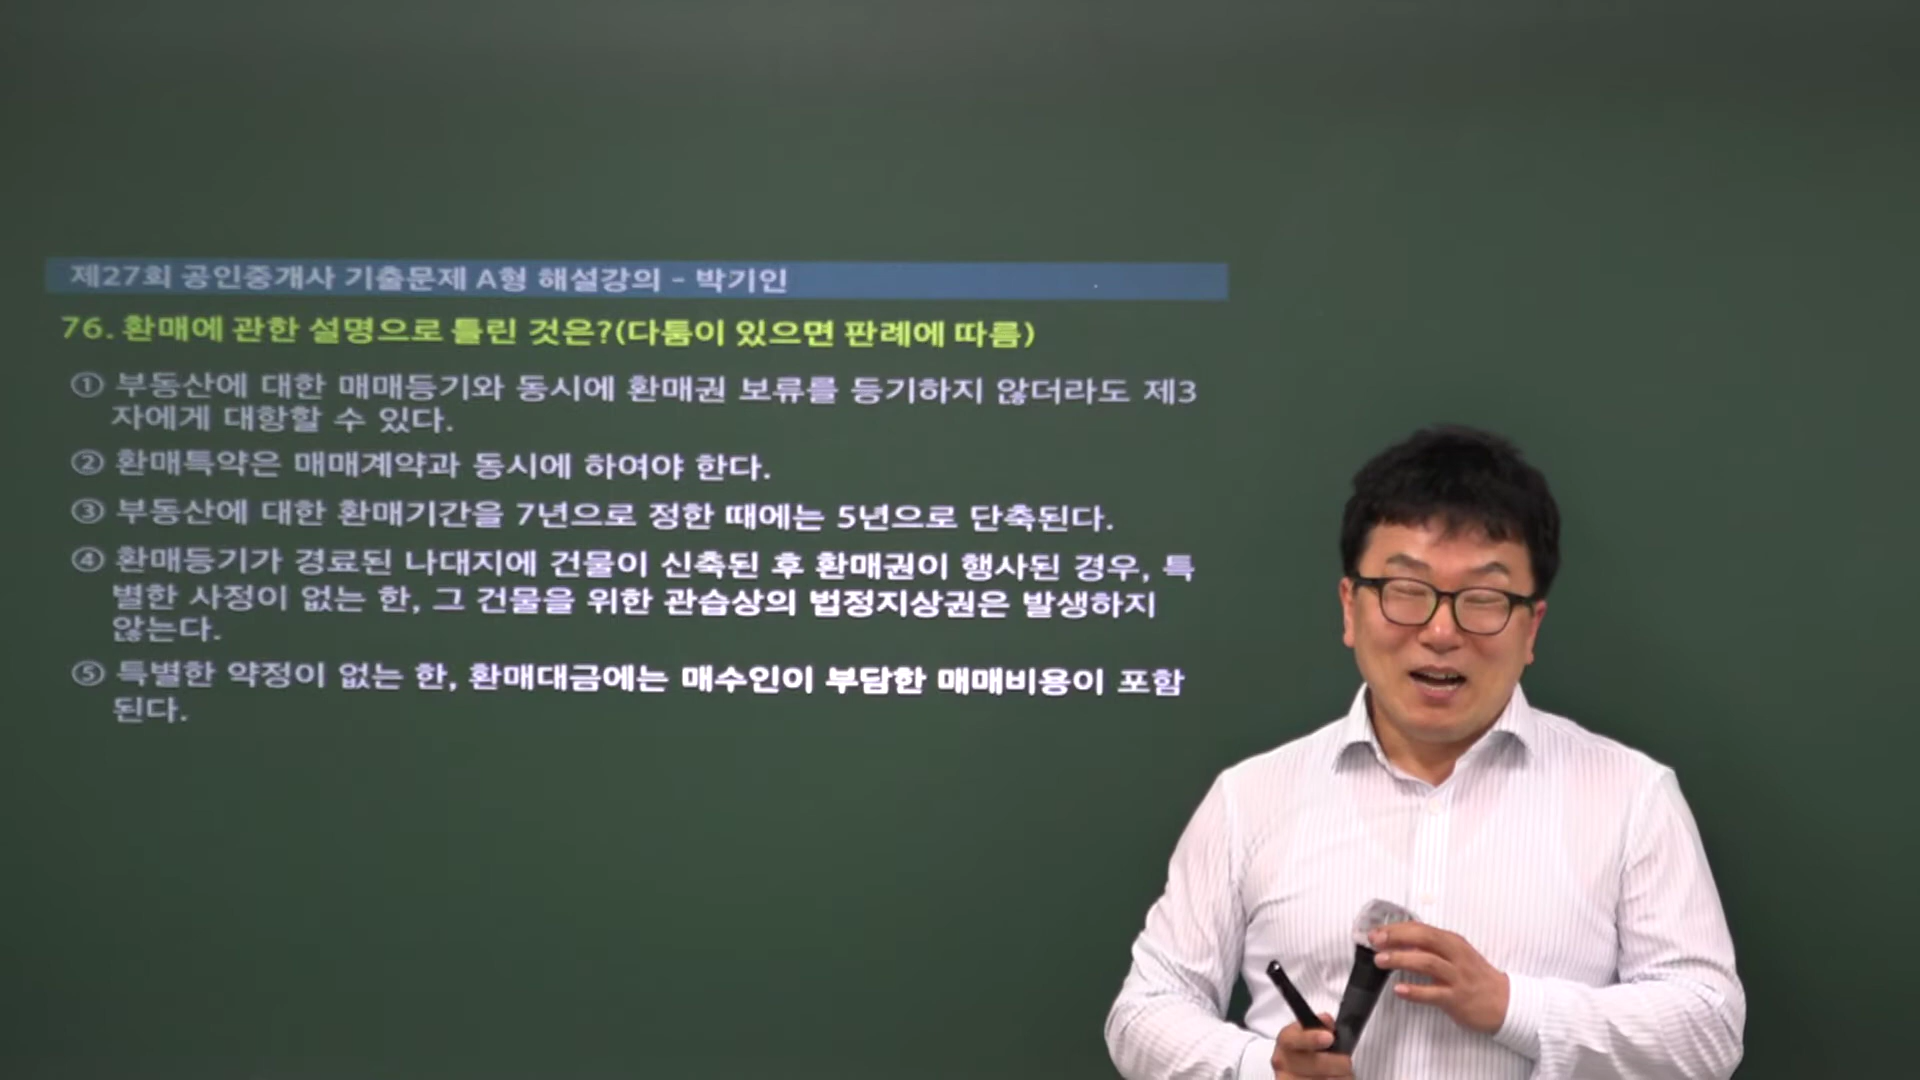 제27회 공인중개사 기출문제 A형 해설강의 - 박기인
76. 환매에 관한 설명으로 틀린 것은?(다툼이 있으면 판례에 따름)
① 부동산에 대한 매매등기와 동시에 환매권 보류를 등기하지 않더라도 제3
자에게 대항할 수 있다.
② 환매특약은 매매계약과 동시에 하여야 한다.
③ 부동산에 대한 환매기간을 7년으로 정한 때에는 5년으로 단축된다.
④ 환매등기가 경료된 나대지에 건물이 신축된 후 환매권이 행사된 경우, 특
별한 사정이 없는 한, 그 건물을 위한 관습상의 법정지상권은 발생하지
않는다.
⑤ 특별한 약정이 없는 한, 환매대금에는 매수인이 부담한 매매비용이 포함
된다.